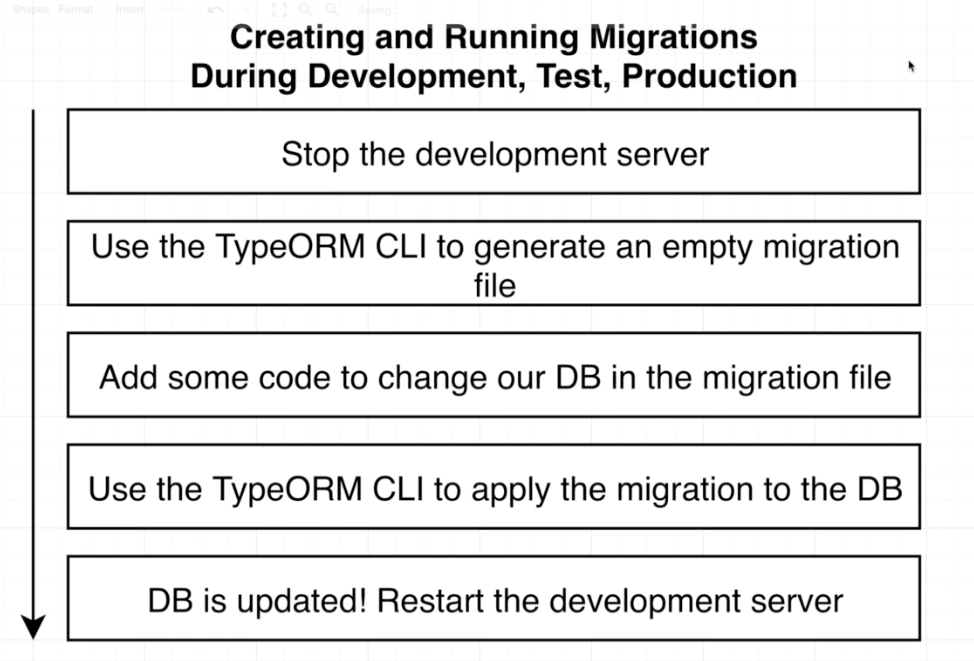 Shapes Format Insert Saving...
Creating and Running Migrations
During Development, Test, Production
Stop the development server
Use the TypeORM CLI to generate an empty migration
file
Add some code to change our DB in the migration file
Use the TypeORM CLI to apply the migration to the DB
DB is updated! Restart the development server